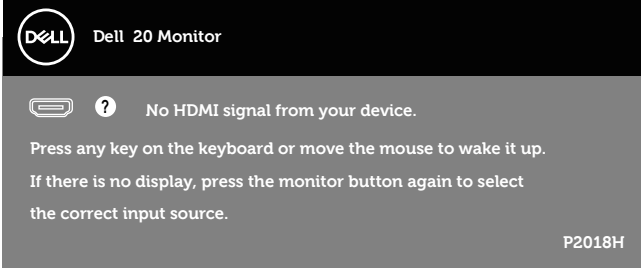 DELL
Dell 20 Monitor
? No HDMI signal from your device.
Press any key on the keyboard or move the mouse to wake it up.
If there is no display, press the monitor button again to select
the correct input source.
P2018H